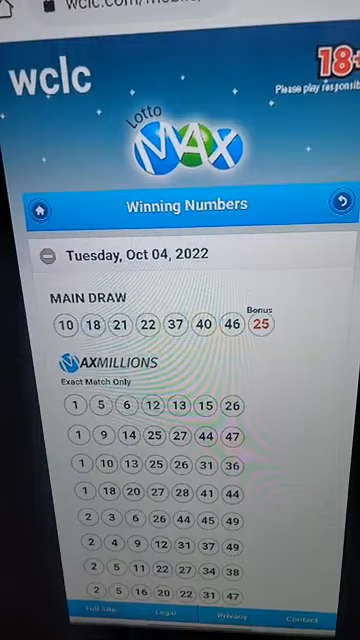 wclc.com/mobile/
wclc
18+
Please play responsib
Lotto
MAX
Winning Numbers
Tuesday, Oct 04, 2022
MAIN DRAW
Bonus
10 18 21 22 37 40 46 25
MAXMILLIONS
Exact Match Only
1 5 6 12 13 15 26
1 9 14 25 27 44 47
1 10 13 25 26 31 36
1 18 20 27 28 41 44
2 3 6 26 44 45 49
2 4 9 12 31 37 49
2 5 11 22 27 34 38
2 5 16 20 22 31 47
Full Site Legal Privacy Contact